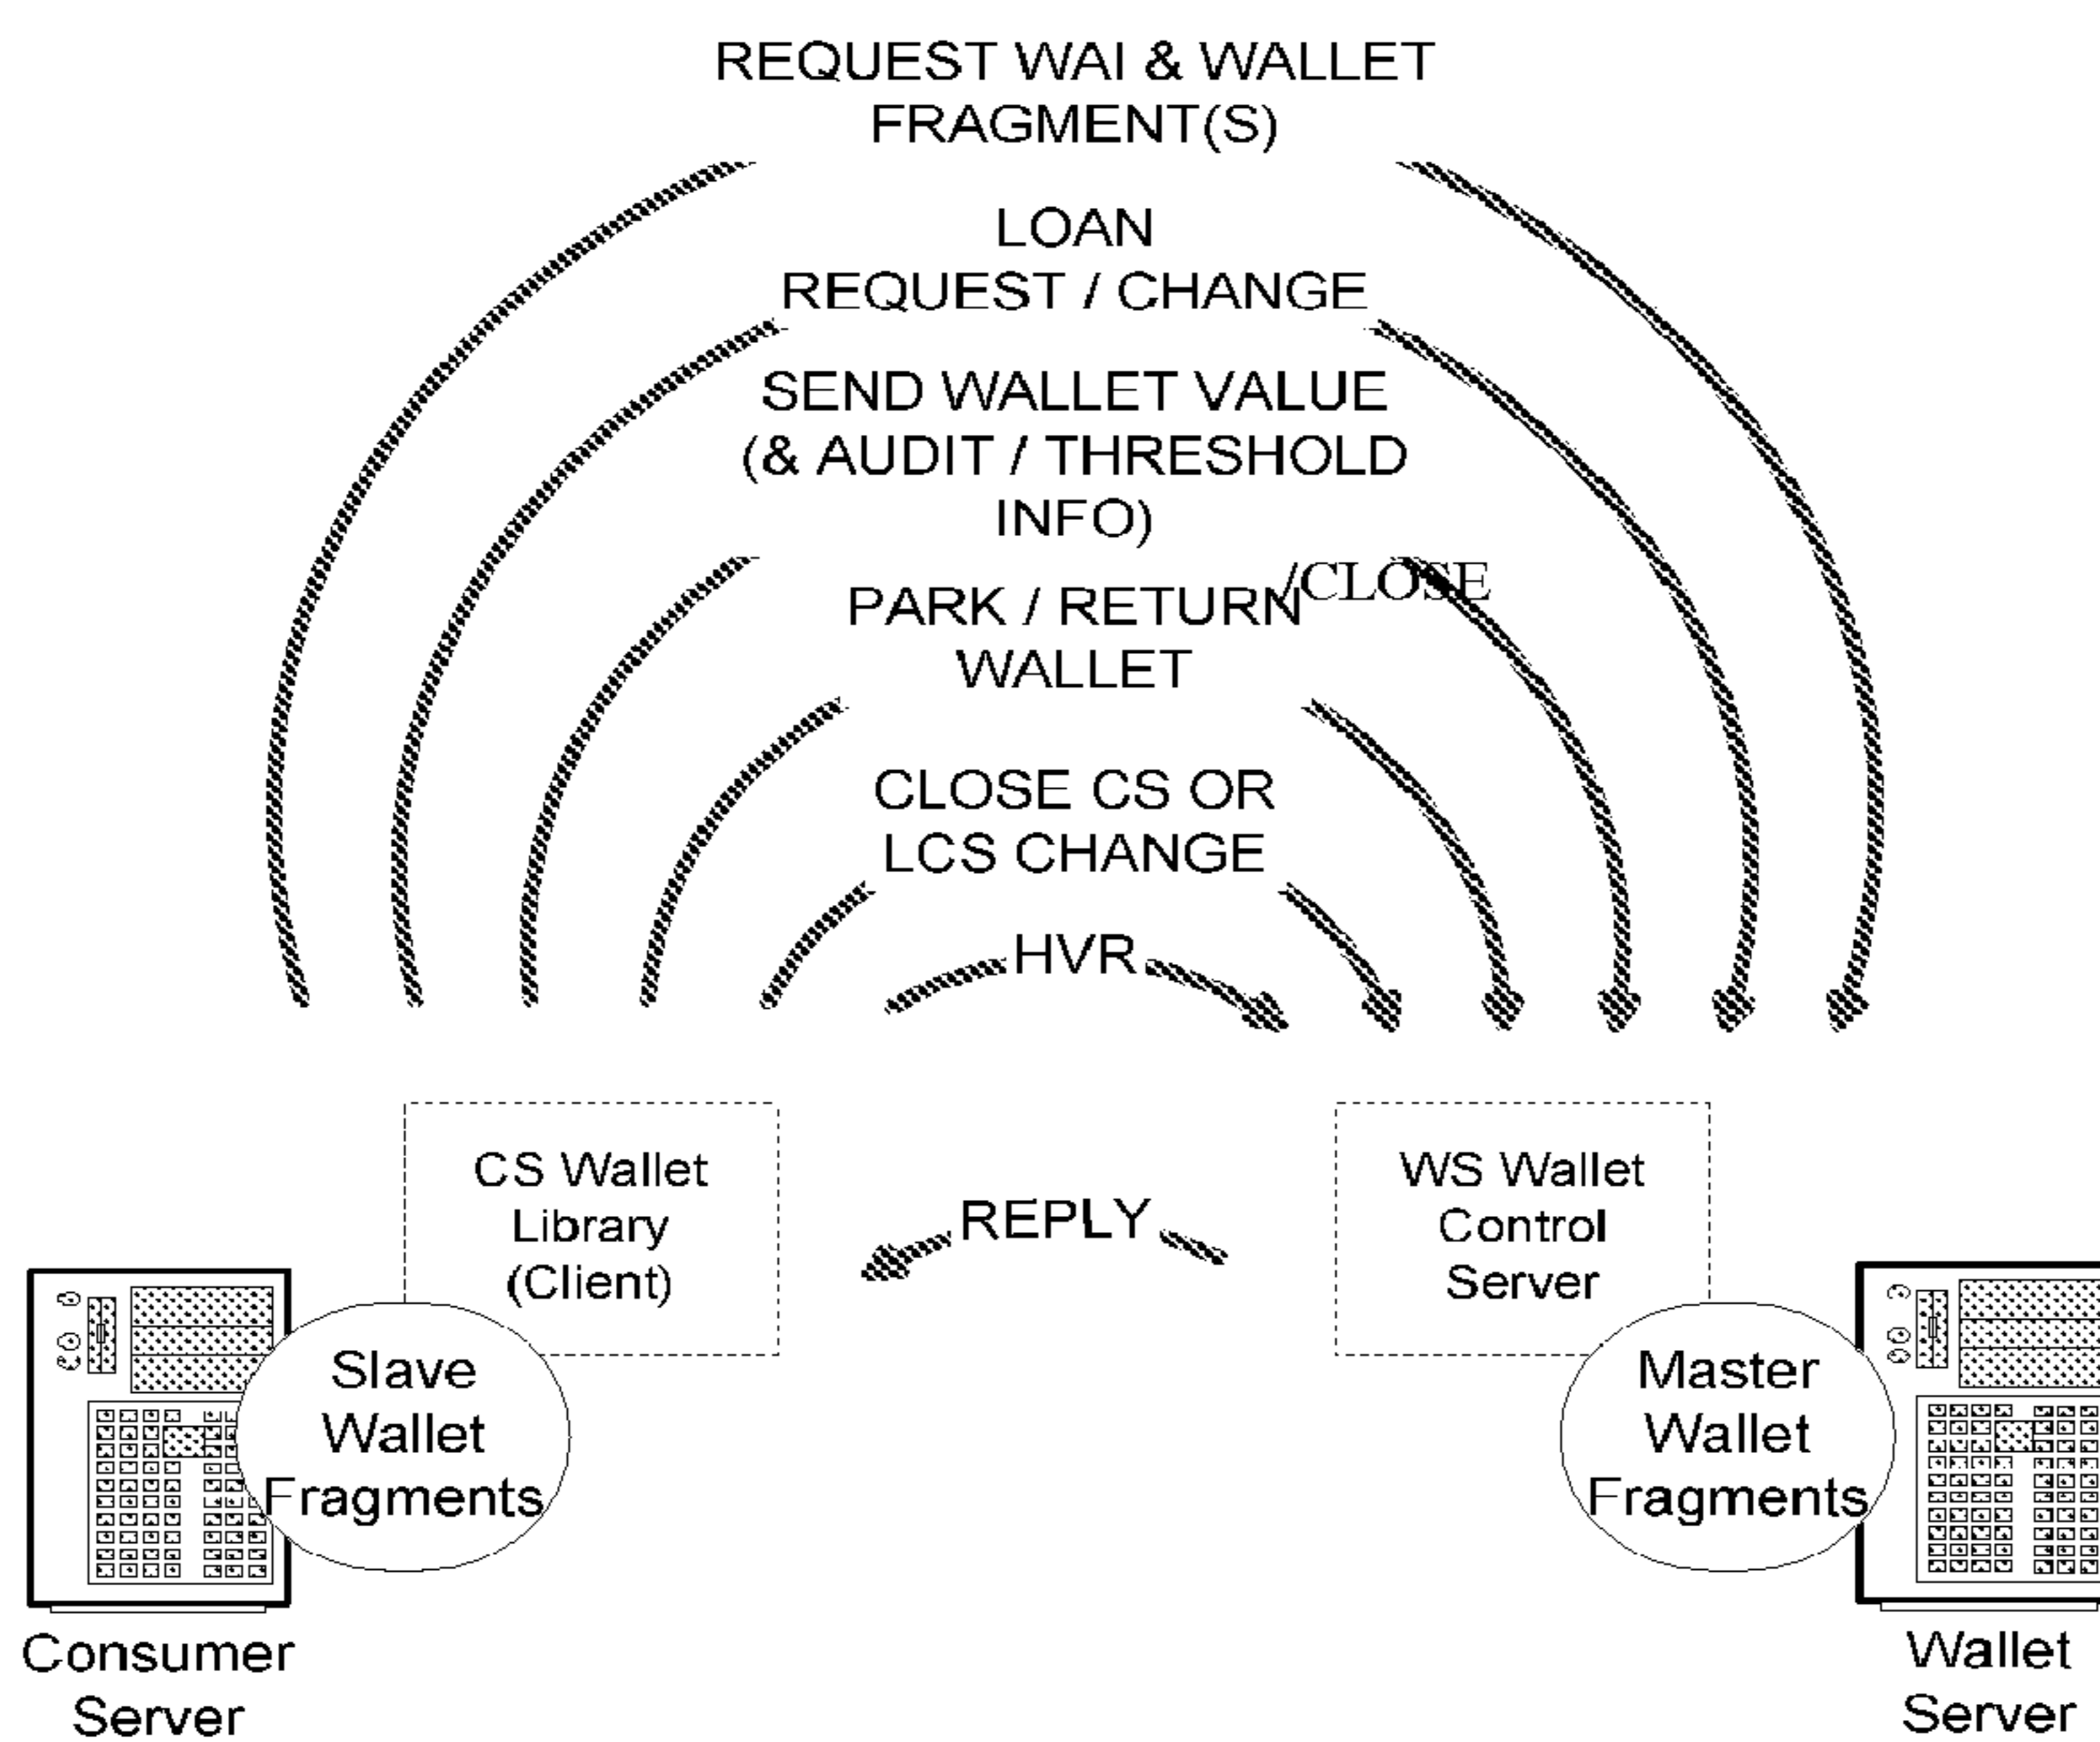 REQUEST WAI & WALLET
FRAGMENT(S)
LOAN
REQUEST / CHANGE
SEND WALLET VALUE
(& AUDIT / THRESHOLD
INFO)
PARK / RETURN /CLOSE
WALLET
CLOSE CS OR
LCS CHANGE
HVR
CS Wallet
Library
(Client)
REPLY
WS Wallet
Control
Server
Slave
Wallet
Fragments
Master
Wallet
Fragments
Consumer
Server
Wallet
Server